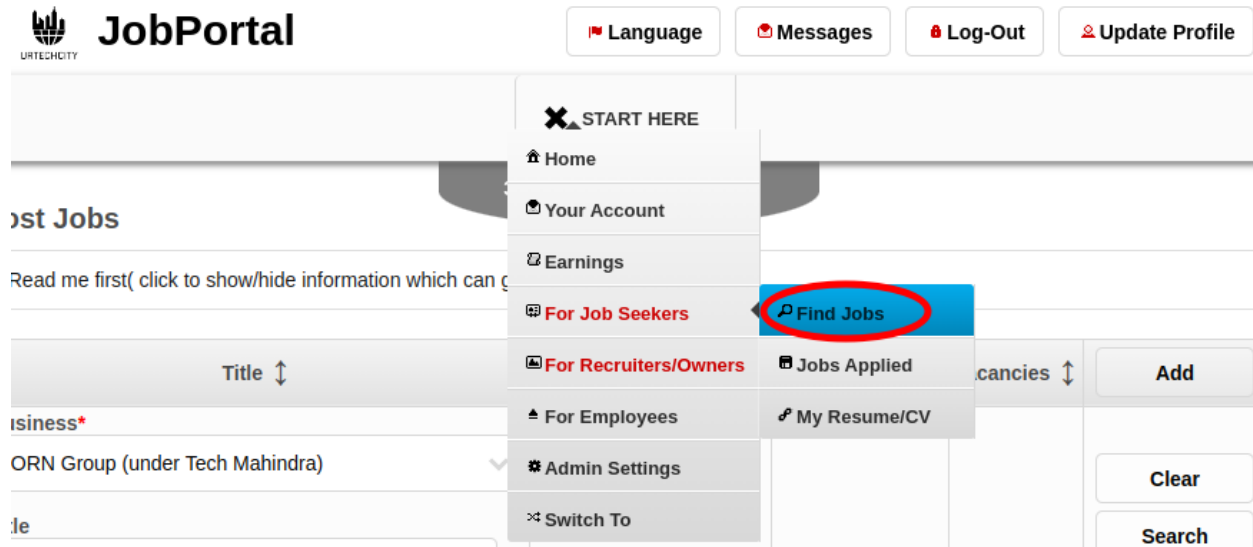 JobPortal
URTECHCITY
Language
Messages
Log-Out
Update Profile
START HERE
Home
Your Account
Earnings
For Job Seekers
For Recruiters/Owners
For Employees
Admin Settings
Switch To
Find Jobs
Jobs Applied
My Resume/CV
ost Jobs
Read me first( click to show/hide information which can g
Title
cancies
Add
usiness*
ORN Group (under Tech Mahindra)
Clear
tle
Search